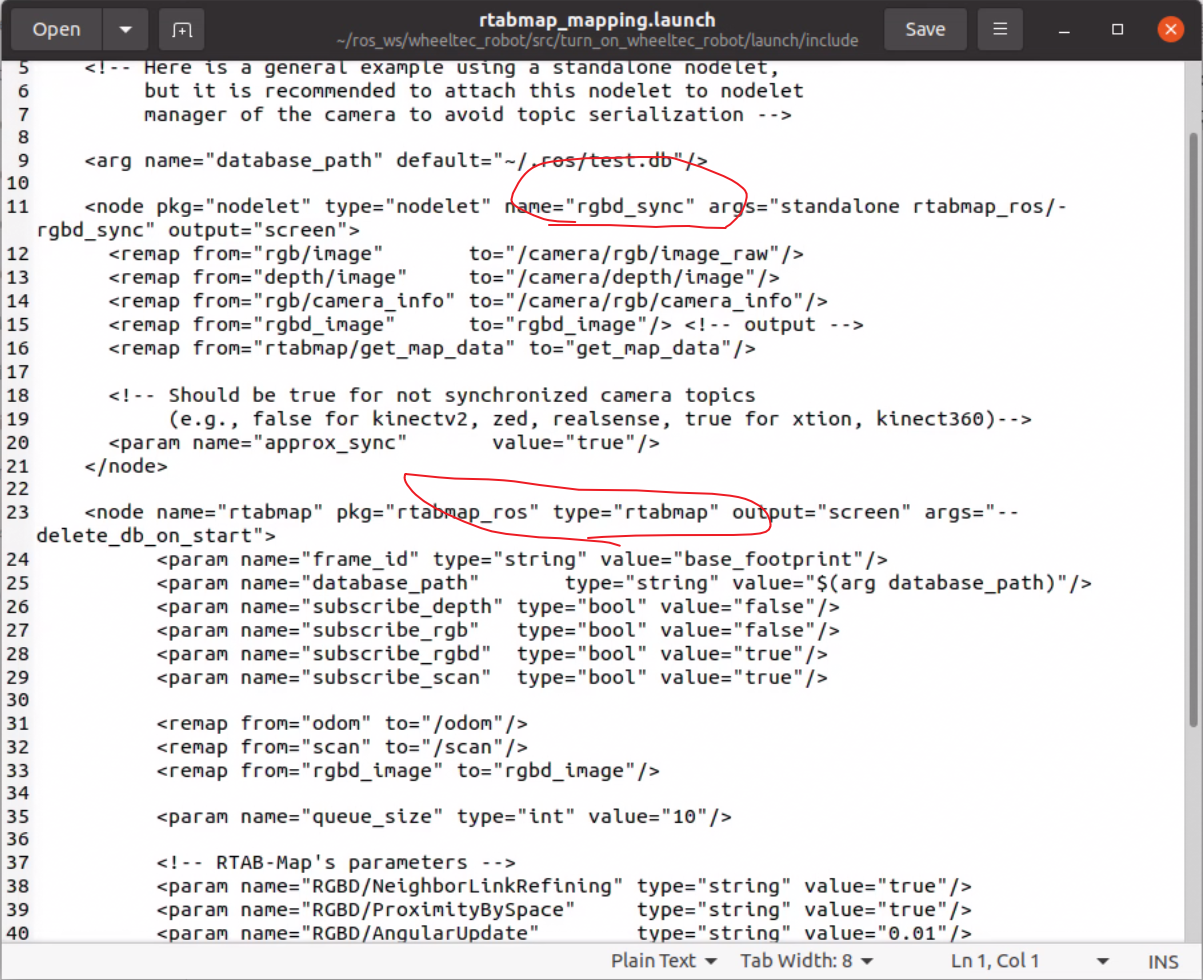 Open
rtabmap_mapping.launch
~/ros_ws/wheeltec_robot/src/turn_on_wheeltec_robot/launch/include
Save
5 <!-- Here is a general example using a standalone nodelet,
6 but it is recommended to attach this nodelet to nodelet
7 manager of the camera to avoid topic serialization -->
8
9 <arg name="database_path" default="~/.ros/test.db"/>
10
11 <node pkg="nodelet" type="nodelet" name="rgbd_sync" args="standalone rtabmap_ros/-
rgbd_sync" output="screen">
12 <remap from="rgb/image" to="/camera/rgb/image_raw"/>
13 <remap from="depth/image" to="/camera/depth/image"/>
14 <remap from="rgb/camera_info" to="/camera/rgb/camera_info"/>
15 <remap from="rgbd_image" to="rgbd_image"/> <!-- output -->
16 <remap from="rtabmap/get_map_data" to="get_map_data"/>
17
18 <!-- Should be true for not synchronized camera topics
19 (e.g., false for kinectv2, zed, realsense, true for xtion, kinect360)-->
20 <param name="approx_sync" value="true"/>
21 </node>
22
23 <node name="rtabmap" pkg="rtabmap_ros" type="rtabmap" output="screen" args="--
delete_db_on_start">
24 <param name="frame_id" type="string" value="base_footprint"/>
25 <param name="database_path" type="string" value="$(arg database_path)"/>
26 <param name="subscribe_depth" type="bool" value="false"/>
27 <param name="subscribe_rgb" type="bool" value="false"/>
28 <param name="subscribe_rgbd" type="bool" value="true"/>
29 <param name="subscribe_scan" type="bool" value="true"/>
30
31 <remap from="odom" to="/odom"/>
32 <remap from="scan" to="/scan"/>
33 <remap from="rgbd_image" to="rgbd_image"/>
34
35 <param name="queue_size" type="int" value="10"/>
36
37 <!-- RTAB-Map's parameters -->
38 <param name="RGBD/NeighborLinkRefining" type="string" value="true"/>
39 <param name="RGBD/ProximityBySpace" type="string" value="true"/>
40 <param name="RGBD/AngularUpdate" type="string" value="0.01"/>
Plain Text Tab Width: 8 Ln 1, Col 1 INS